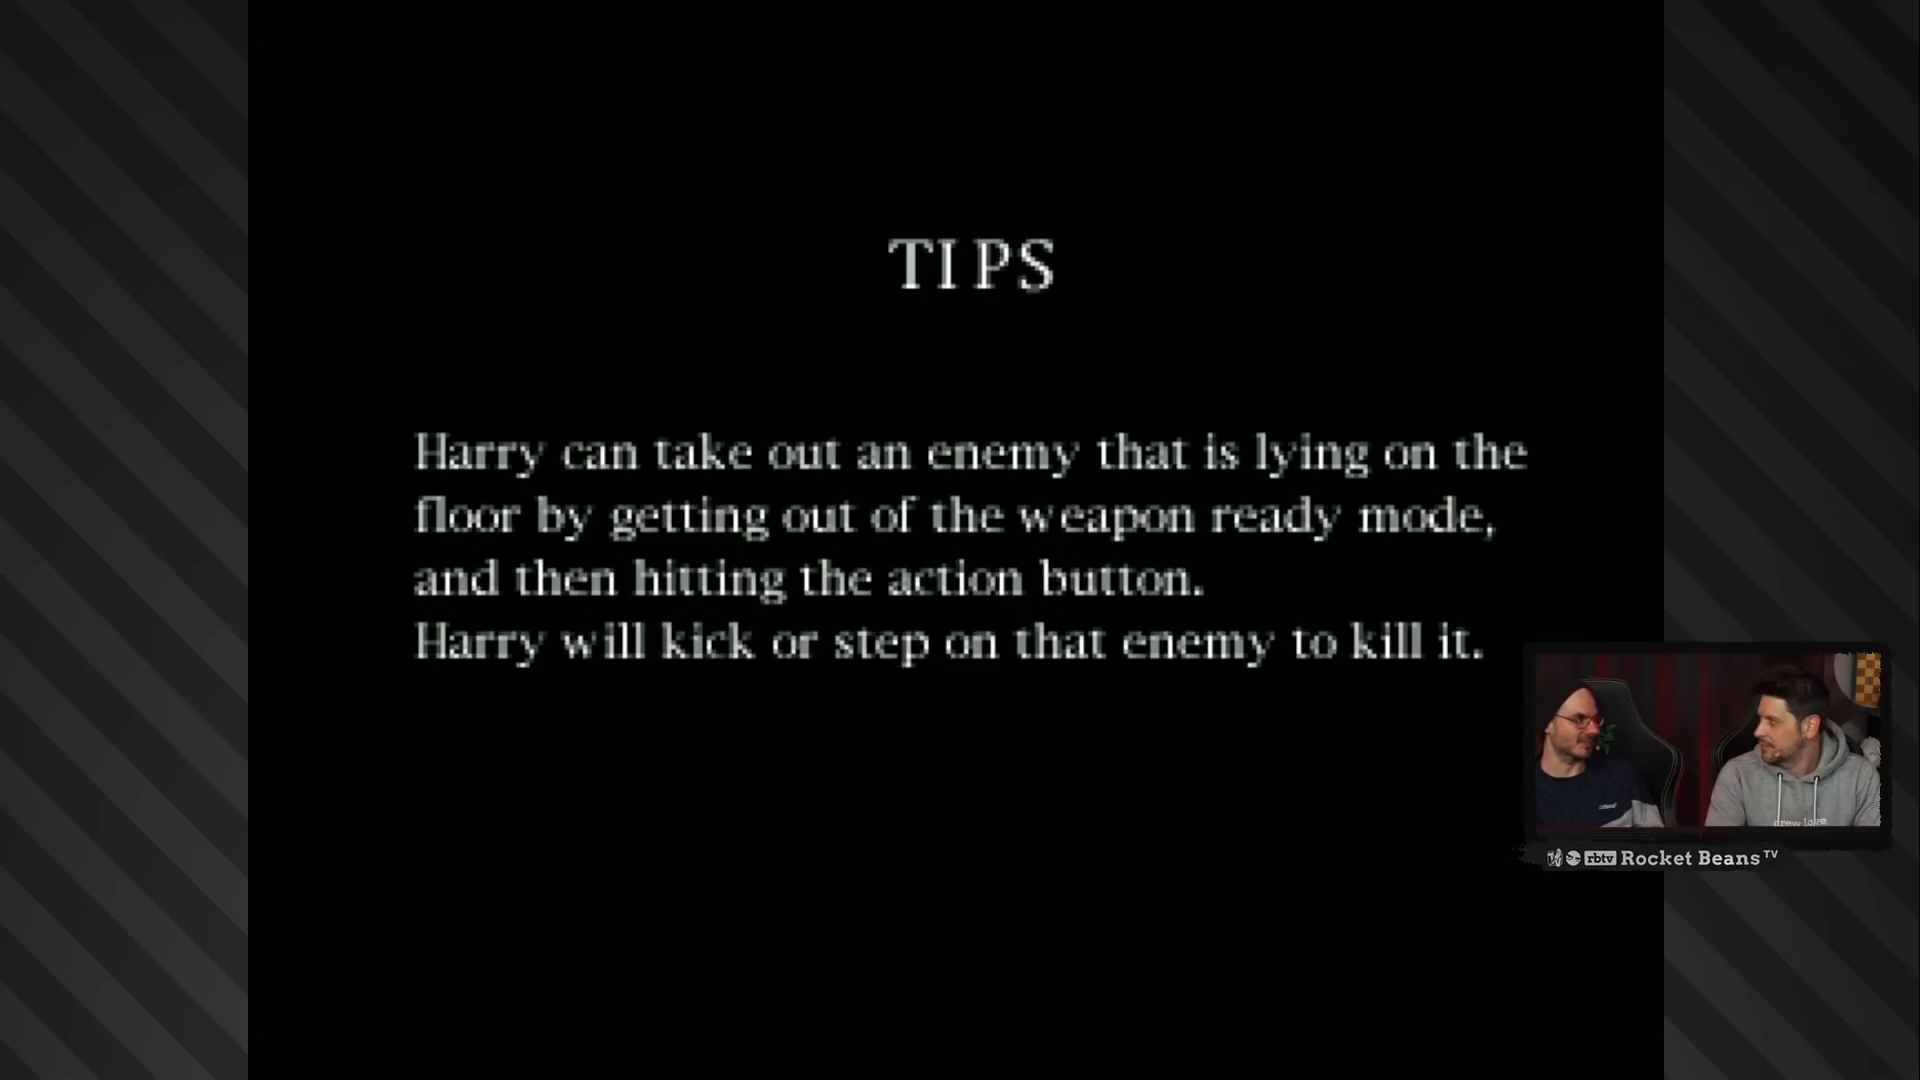 TIPS
Harry can take out an enemy that is lying on the
floor by getting out of the weapon ready mode,
and then hitting the action button.
Harry will kick or step on that enemy to kill it.
rbtv Rocket Beans TV